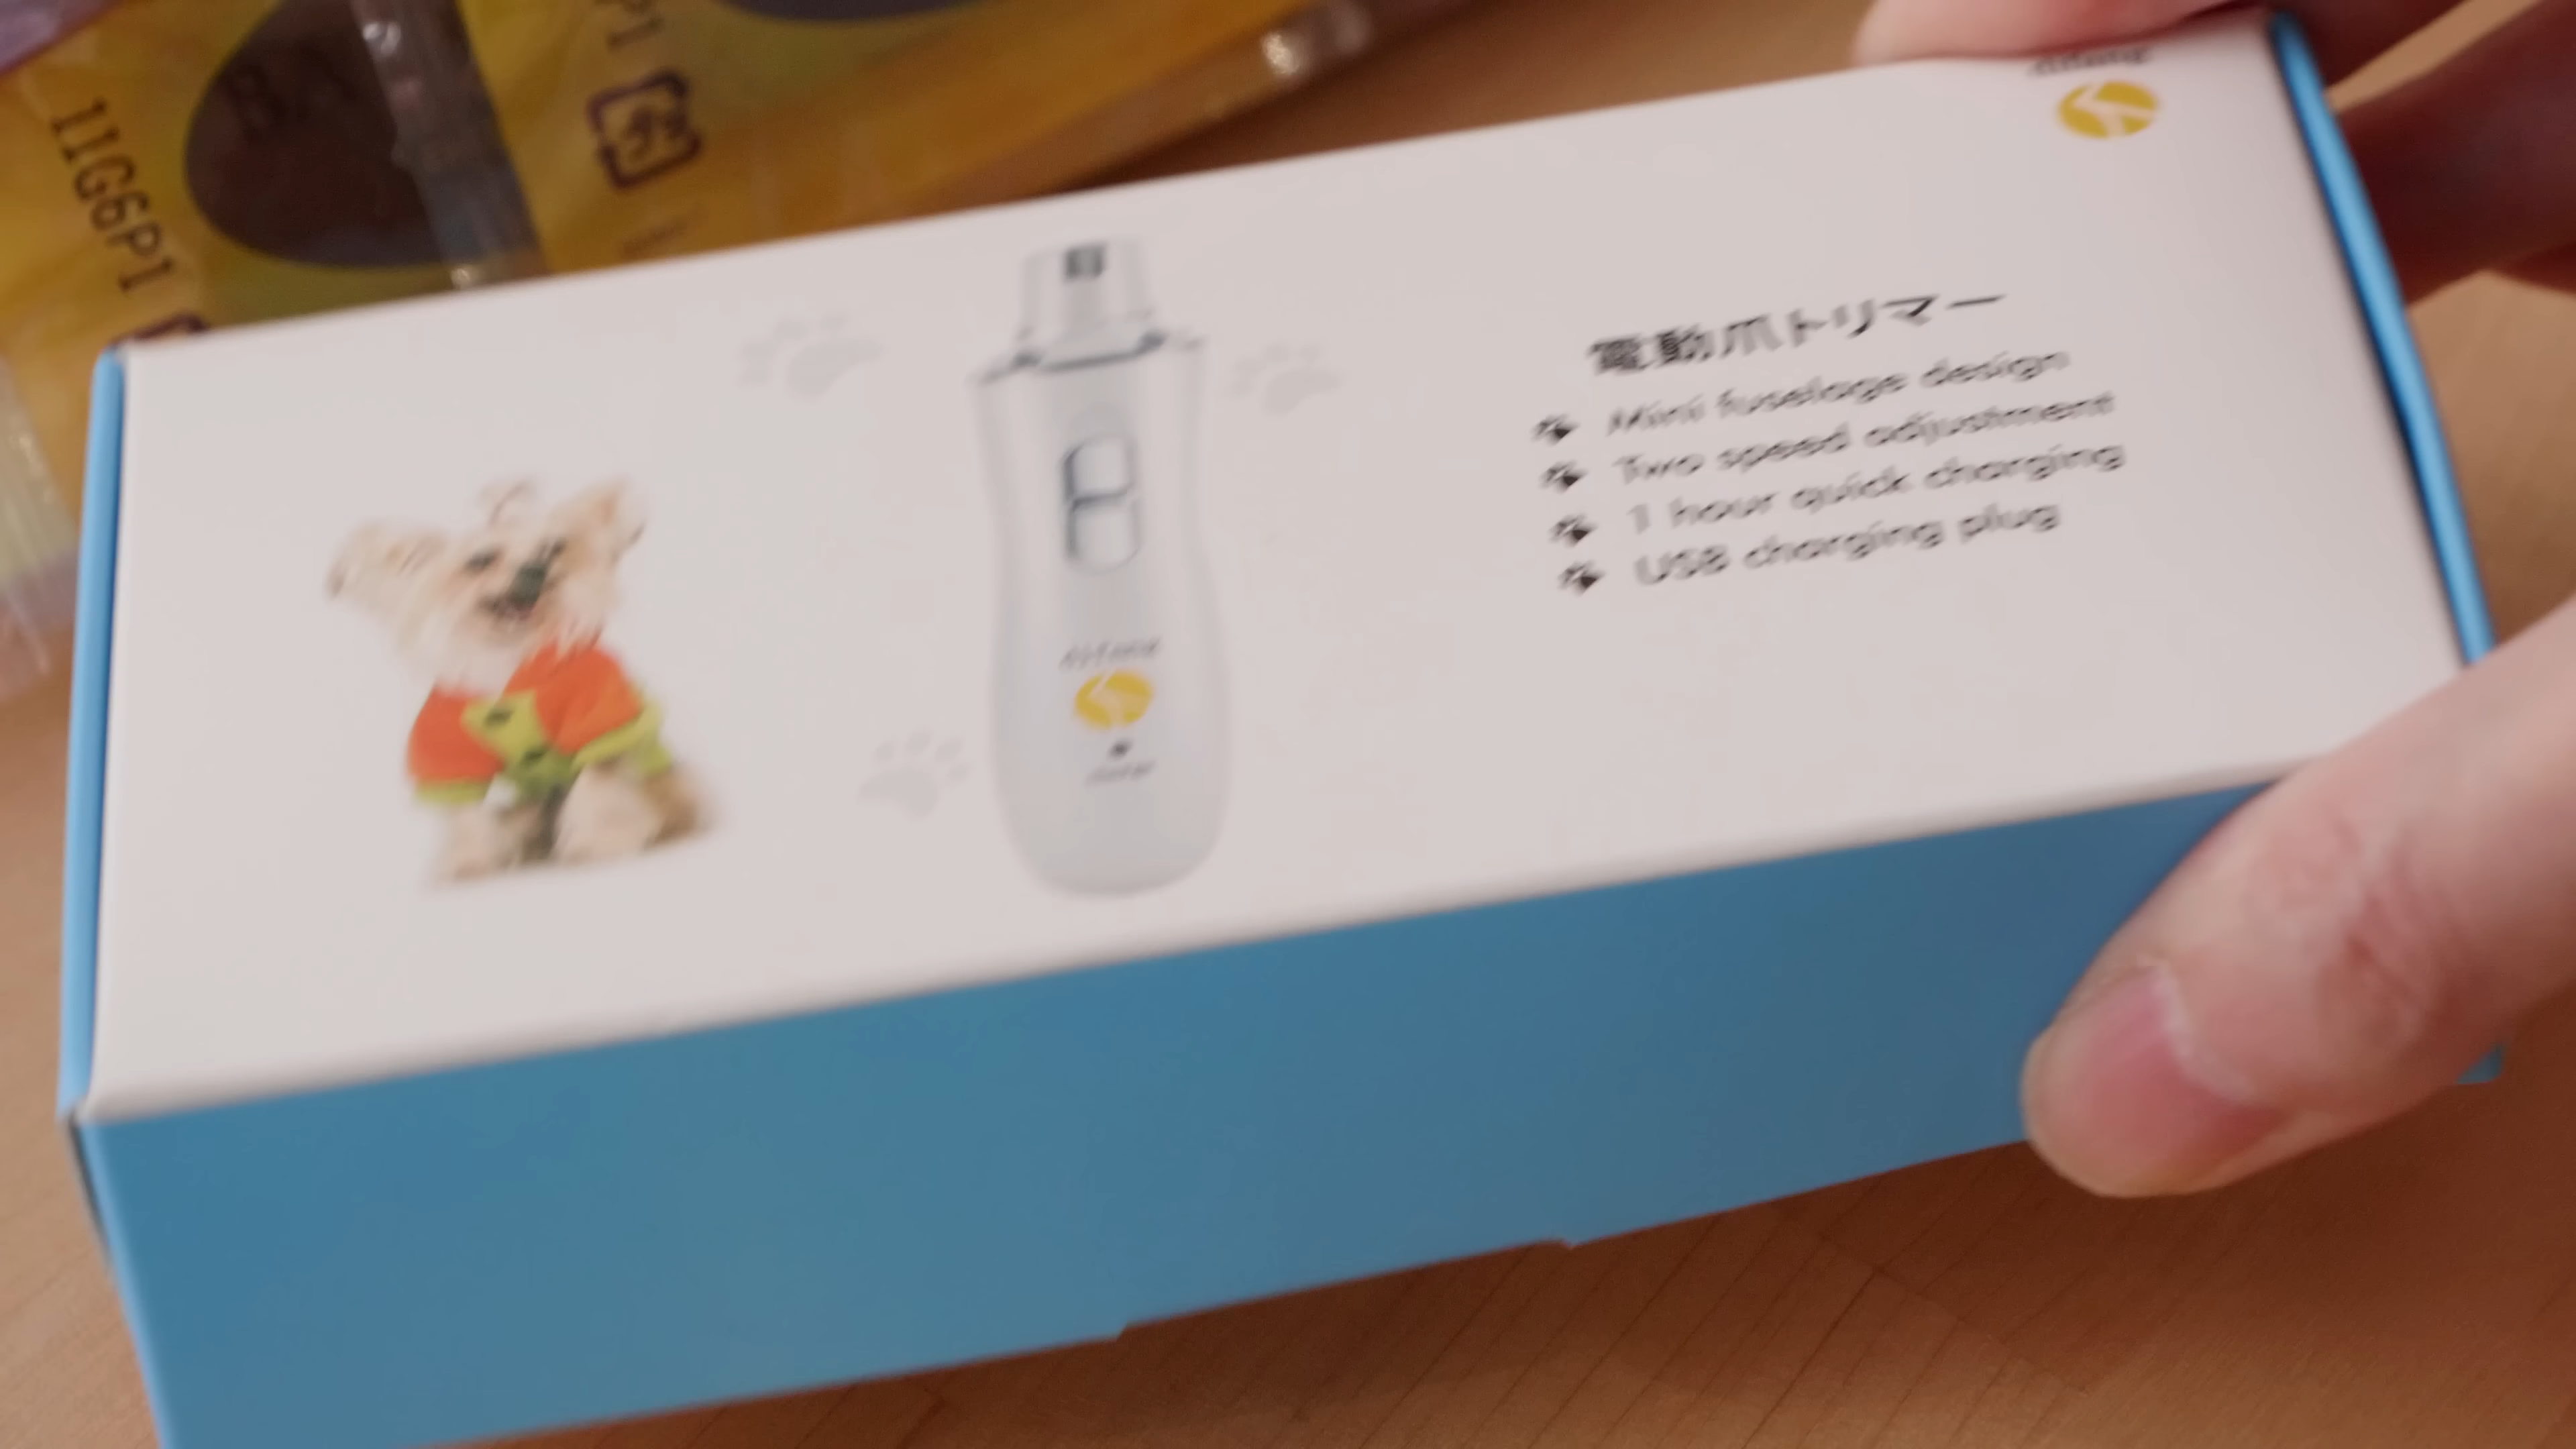 11G6P1
P1
電動爪トリマー
Mini fuselage design
Two speed adjustment
1 hour quick charging
USB charging plug